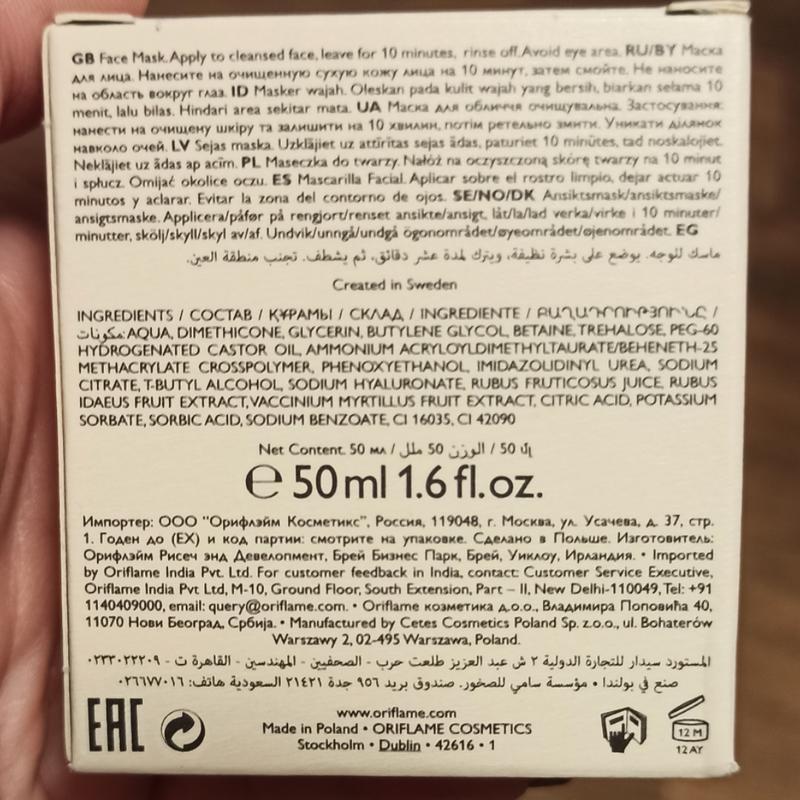 GB Face Mask. Apply to cleansed face, leave for 10 minutes, rinse off. Avoid eye area. RU/BY Маска
для лица. Нанесите на очищенную сухую кожу лица на 10 минут, затем смойте. Не наносите
на область вокруг глаз. ID Masker wajah. Oleskan pada kulit wajah yang bersih, biarkan selama 10
menit, lalu bilas. Hindari area sekitar mata. UA Маска для обличчя очищувальна. Застосування:
нанести на очищену шкіру та залишити на 10 хвилин, потім ретельно змити. Уникати ділянок
навколо очей. LV Sejas maska. Uzklājiet uz attīrītas sejas ādas, paturiet 10 minūtes, tad noskalojiet.
Neklājiet uz ādas ap acīm. PL Maseczka do twarzy. Nałóż na oczyszczoną skórę twarzy na 10 minut
i spłucz. Omijać okolice oczu. ES Mascarilla Facial. Aplicar sobre el rostro limpio, dejar actuar 10
minutos y aclarar. Evitar la zona del contorno de ojos. SE/NO/DK Ansiktsmask/ansiktsmaske/
ansigtsmaske. Applicera/påfør på rengjort/renset ansikte/ansigt, låt/la/lad verka/virke i 10 minuter/
minutter, skölj/skyll/skyl av/af. Undvik/unngå/undgå ögonområdet/øyeområdet/øjenområdet. EG
ماسك للوجه. يوضع على بشرة نظيفة، ويترك لمدة عشر دقائق، ثم يشطف. تجنب منطقة العين.
Created in Sweden
INGREDIENTS / СОСТАВ / ҚҰРАМЫ / СКЛАД / INGREDIENTE / ԲԱՂԱԴՐՈՒԹՅՈՒՆԸ /
مكونات: AQUA, DIMETHICONE, GLYCERIN, BUTYLENE GLYCOL, BETAINE, TREHALOSE, PEG-60
HYDROGENATED CASTOR OIL, AMMONIUM ACRYLOYLDIMETHYLTAURATE/BEHENETH-25
METHACRYLATE CROSSPOLYMER, PHENOXYETHANOL, IMIDAZOLIDINYL UREA, SODIUM
CITRATE, T-BUTYL ALCOHOL, SODIUM HYALURONATE, RUBUS FRUTICOSUS JUICE, RUBUS
IDAEUS FRUIT EXTRACT, VACCINIUM MYRTILLUS FRUIT EXTRACT, CITRIC ACID, POTASSIUM
SORBATE, SORBIC ACID, SODIUM BENZOATE, CI 16035, CI 42090
Net Content. 50 мл / الوزن 50 ملل / 50 մլ
℮ 50 ml 1.6 fl.oz.
Импортер: ООО "Орифлэйм Косметикс", Россия, 119048, г. Москва, ул. Усачева, д. 37, стр.
1. Годен до (EX) и код партии: смотрите на упаковке. Сделано в Польше. Изготовитель:
Орифлэйм Рисеч энд Девелопмент, Брей Бизнес Парк, Брей, Уиклоу, Ирландия. • Imported
by Oriflame India Pvt. Ltd. For customer feedback in India, contact: Customer Service Executive,
Oriflame India Pvt Ltd, M-10, Ground Floor, South Extension, Part – II, New Delhi-110049, Tel: +91
1140409000, email: query@oriflame.com. • Oriflame козметика д.о.о., Владимира Поповића 40,
11070 Нови Београд, Србија. • Manufactured by Cetes Cosmetics Poland Sp. z.o.o., ul. Bohaterów
Warszawy 2, 02-495 Warszawa, Poland.
المستورد سيدار للتجارة الدولية ٢ ش عبد العزيز طلعت حرب - الصحفيين - المهندسين - القاهرة ت - ٠٢٣٣٠٢٢٢٠٩
صنع في بولندا • مؤسسة سامي للصخور. صندوق بريد ٩٥٦ جدة ٢١٤٢١ السعودية هاتف: ٠٢٦٦٧٧٠١٦
EAC
www.oriflame.com
Made in Poland • ORIFLAME COSMETICS
Stockholm • Dublin • 42616 • 1
12 M
12 AY